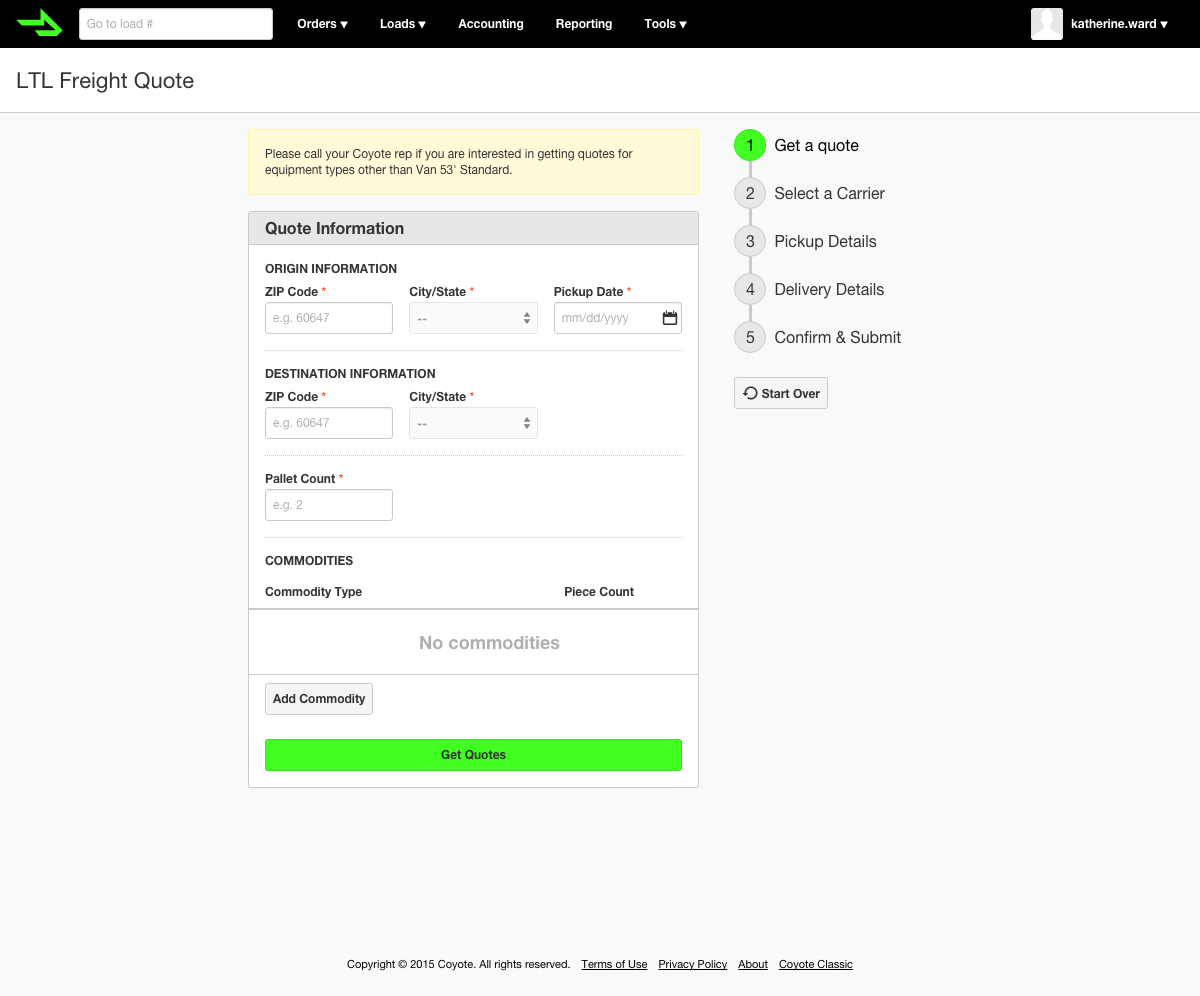 Go to load #
Orders ▼ Loads ▼ Accounting Reporting Tools ▼
katherine.ward ▼
LTL Freight Quote
Please call your Coyote rep if you are interested in getting quotes for
equipment types other than Van 53' Standard.
Quote Information
ORIGIN INFORMATION
ZIP Code * City/State * Pickup Date *
e.g. 60647 -- mm/dd/yyyy
DESTINATION INFORMATION
ZIP Code * City/State *
e.g. 60647 --
Pallet Count *
e.g. 2
COMMODITIES
Commodity Type Piece Count
No commodities
Add Commodity
Get Quotes
1 Get a quote
2 Select a Carrier
3 Pickup Details
4 Delivery Details
5 Confirm & Submit
Start Over
Copyright © 2015 Coyote. All rights reserved. Terms of Use Privacy Policy About Coyote Classic